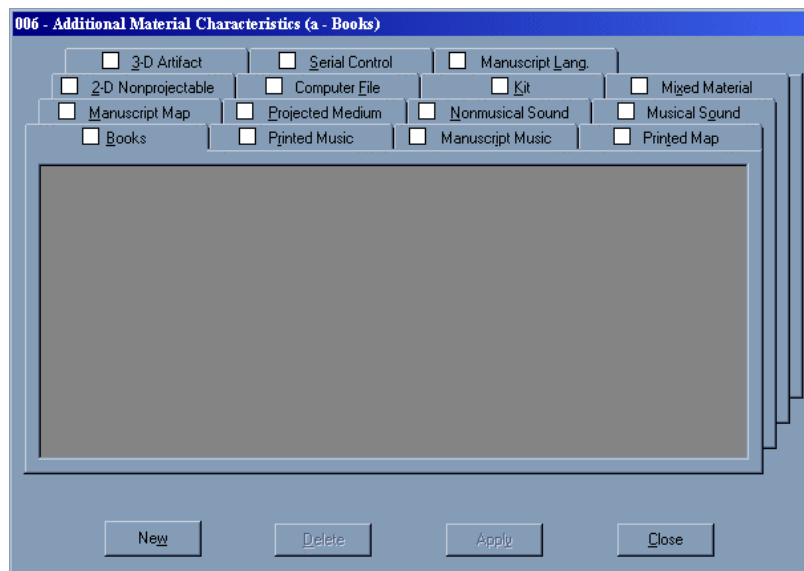 006 - Additional Material Characteristics (a - Books)
3-D Artifact Serial Control Manuscript Lang.
2-D Nonprojectable Computer File Kit Mixed Material
Manuscript Map Projected Medium Nonmusical Sound Musical Sound
Books Printed Music Manuscript Music Printed Map
New Delete Apply Close